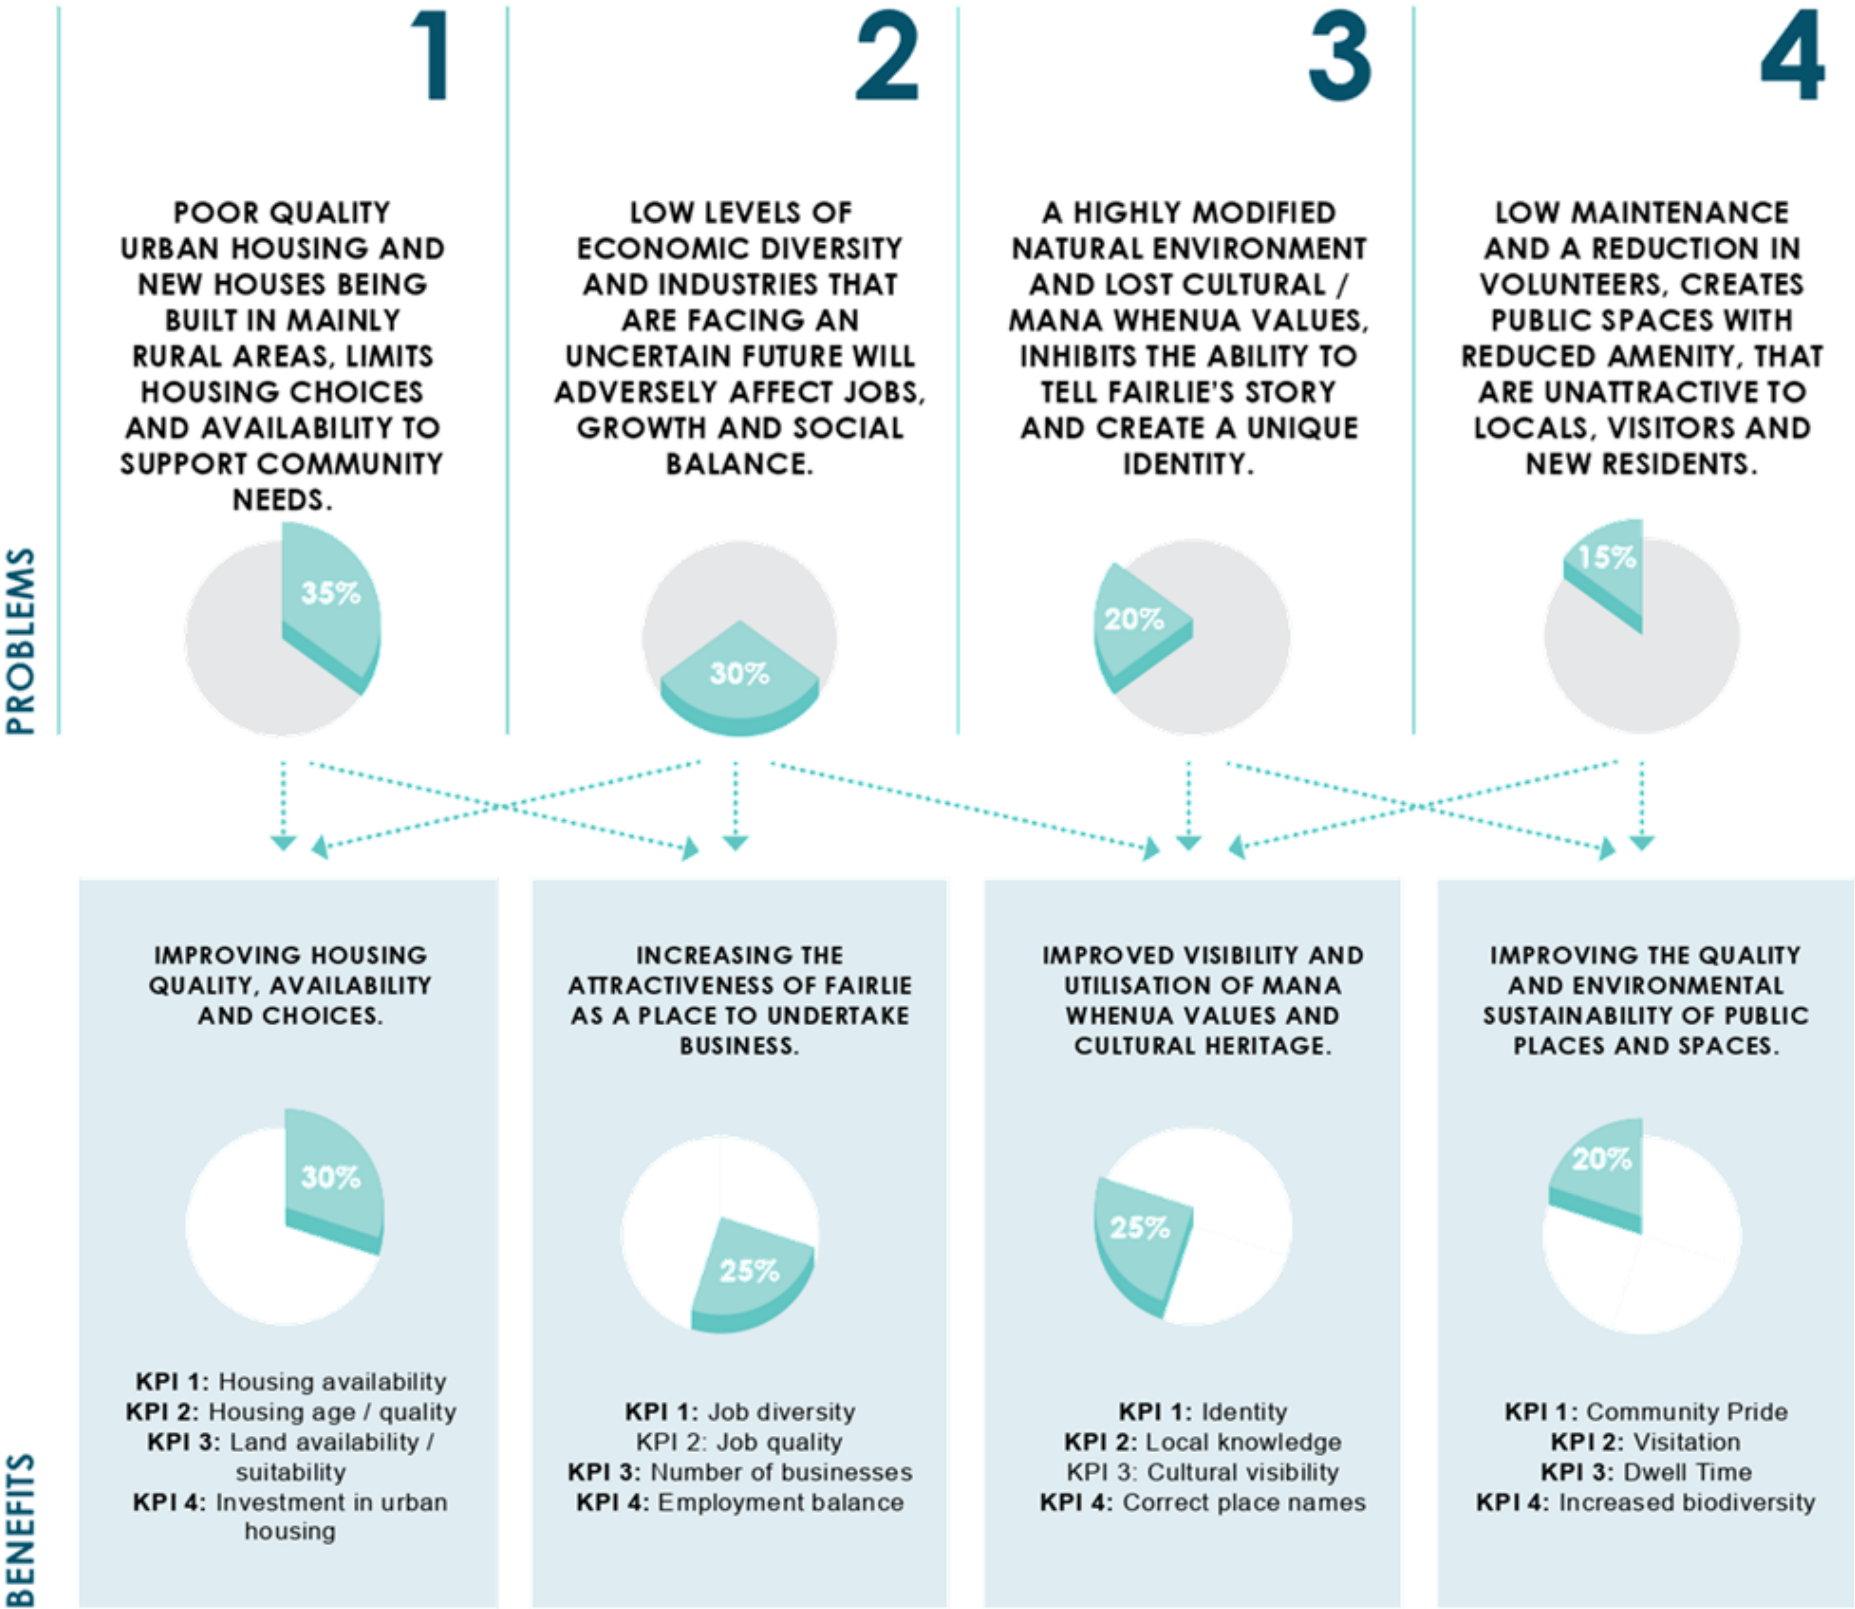 1
POOR QUALITY
URBAN HOUSING AND
NEW HOUSES BEING
BUILT IN MAINLY
RURAL AREAS, LIMITS
HOUSING CHOICES
AND AVAILABILITY TO
SUPPORT COMMUNITY
NEEDS.
35%
2
LOW LEVELS OF
ECONOMIC DIVERSITY
AND INDUSTRIES THAT
ARE FACING AN
UNCERTAIN FUTURE WILL
ADVERSELY AFFECT JOBS,
GROWTH AND SOCIAL
BALANCE.
30%
3
A HIGHLY MODIFIED
NATURAL ENVIRONMENT
AND LOST CULTURAL /
MANA WHENUA VALUES,
INHIBITS THE ABILITY TO
TELL FAIRLIE'S STORY
AND CREATE A UNIQUE
IDENTITY.
20%
4
LOW MAINTENANCE
AND A REDUCTION IN
VOLUNTEERS, CREATES
PUBLIC SPACES WITH
REDUCED AMENITY, THAT
ARE UNATTRACTIVE TO
LOCALS, VISITORS AND
NEW RESIDENTS.
15%
PROBLEMS
IMPROVING HOUSING
QUALITY, AVAILABILITY
AND CHOICES.
30%
KPI 1: Housing availability
KPI 2: Housing age / quality
KPI 3: Land availability /
suitability
KPI 4: Investment in urban
housing
INCREASING THE
ATTRACTIVENESS OF FAIRLIE
AS A PLACE TO UNDERTAKE
BUSINESS.
25%
KPI 1: Job diversity
KPI 2: Job quality
KPI 3: Number of businesses
KPI 4: Employment balance
IMPROVED VISIBILITY AND
UTILISATION OF MANA
WHENUA VALUES AND
CULTURAL HERITAGE.
25%
KPI 1: Identity
KPI 2: Local knowledge
KPI 3: Cultural visibility
KPI 4: Correct place names
IMPROVING THE QUALITY
AND ENVIRONMENTAL
SUSTAINABILITY OF PUBLIC
PLACES AND SPACES.
20%
KPI 1: Community Pride
KPI 2: Visitation
KPI 3: Dwell Time
KPI 4: Increased biodiversity
BENEFITS